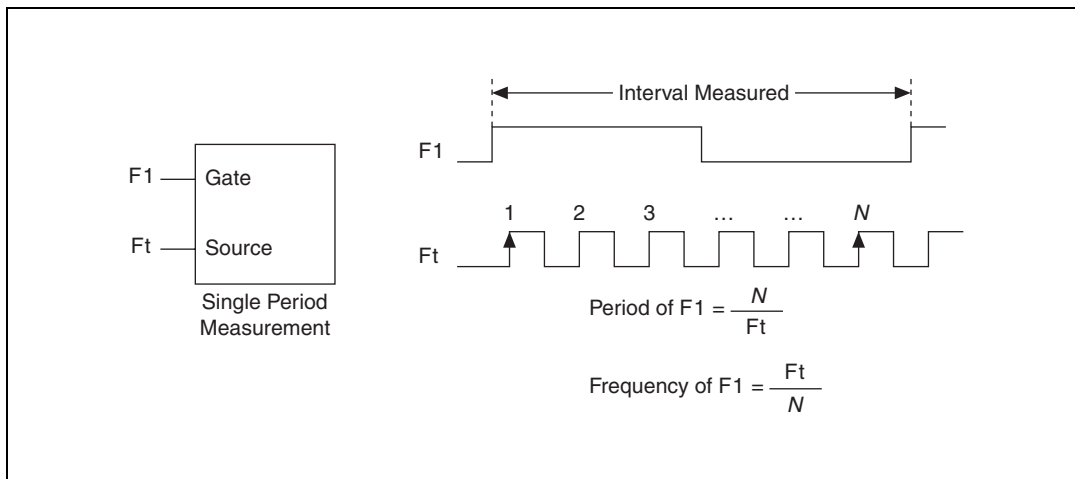 Interval Measured
F1
F1
Gate
1 2 3 … … N
Ft
Source
Ft
Single Period
Measurement
Period of F1 = N
Ft
Frequency of F1 = Ft
N